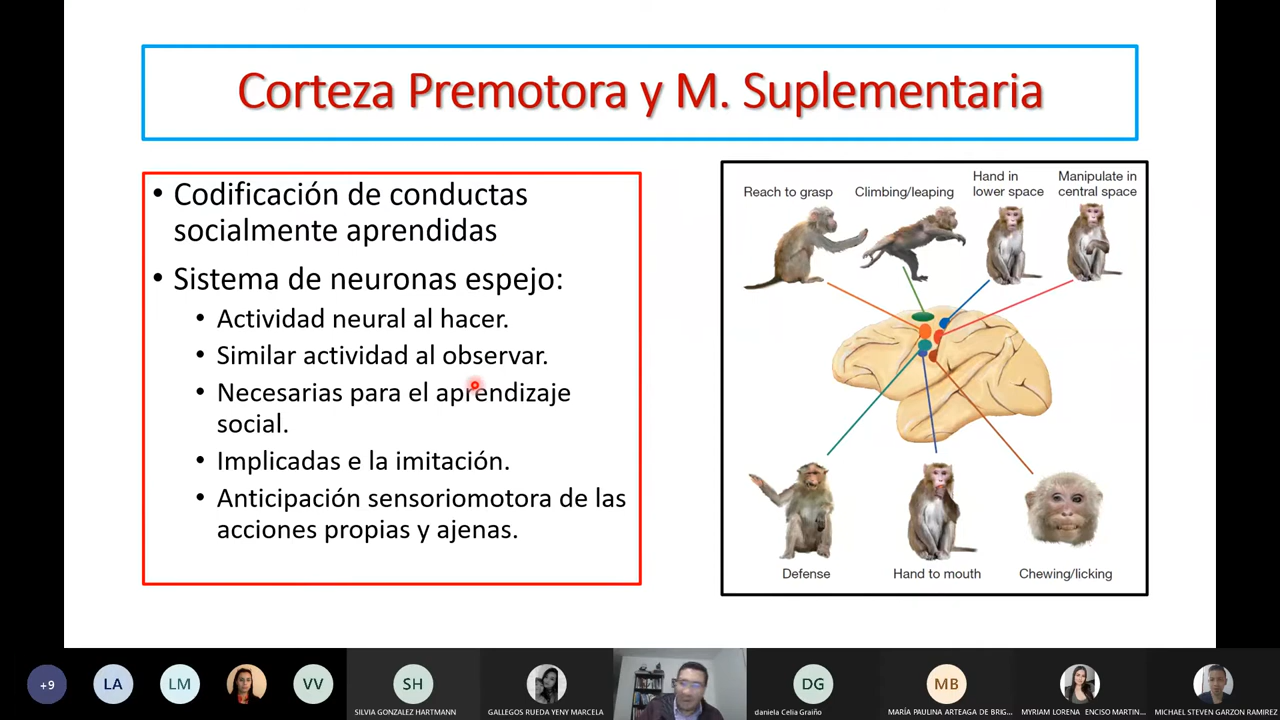 Corteza Premotora y M. Suplementaria
• Codificación de conductas
socialmente aprendidas
• Sistema de neuronas espejo:
• Actividad neural al hacer.
• Similar actividad al observar.
• Necesarias para el aprendizaje
social.
• Implicadas e la imitación.
• Anticipación sensoriomotora de las
acciones propias y ajenas.
Reach to grasp
Climbing/leaping
Hand in
lower space
Manipulate in
central space
Defense
Hand to mouth
Chewing/licking
+9
LA
LM
VV
SH
SILVIA GONZALEZ HARTMANN
GALLEGOS RUEDA YENY MARCELA
DG
daniela Celia Graiño
MB
MARÍA PAULINA ARTEAGA DE BRIG...
MYRIAM LORENA ENCISO MARTIN...
MICHAEL STEVEN GARZON RAMIREZ